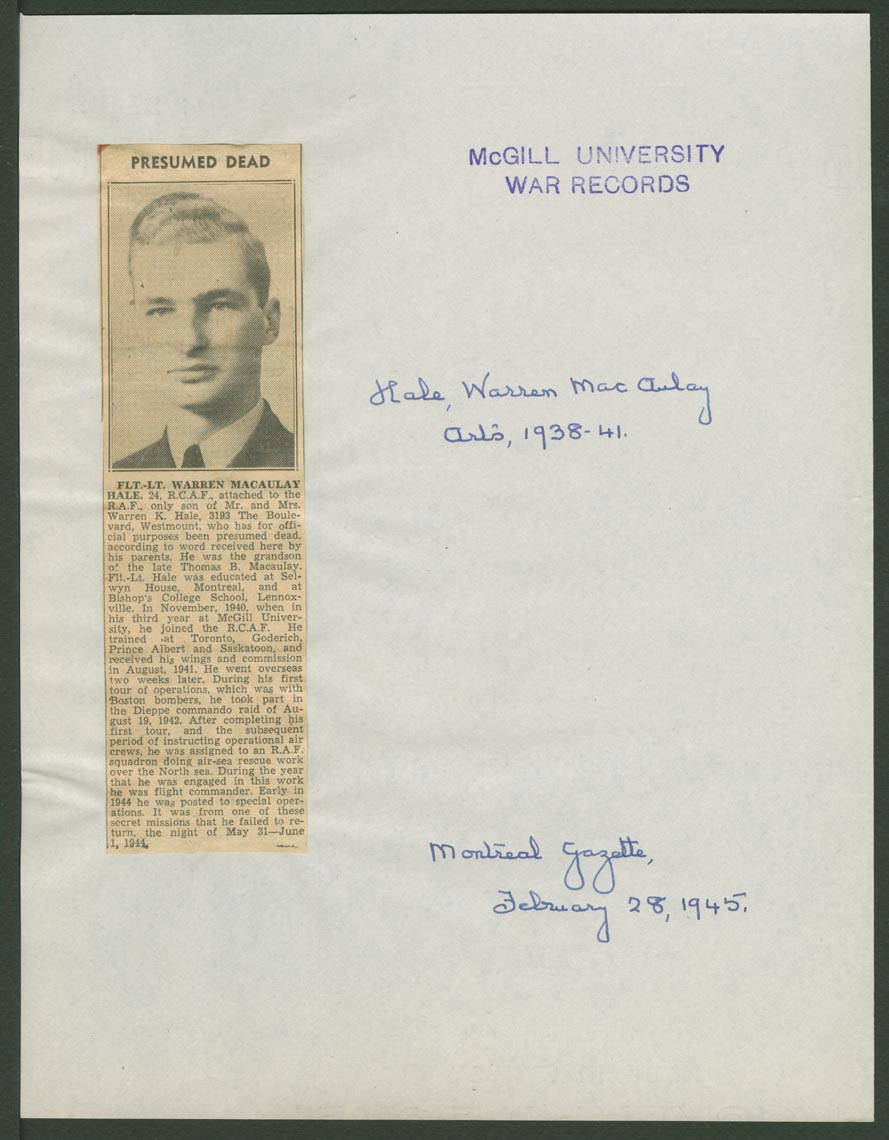 PRESUMED DEAD
McGILL UNIVERSITY
WAR RECORDS
Hale, Warren MacAulay
Arts, 1938-41.
FLT.-LT. WARREN MACAULAY
HALE. 24, R.C.A.F., attached to the
R.A.F., only son of Mr. and Mrs.
Warren K. Hale, 3193 The Boule-
vard, Westmount, who has for offi-
cial purposes been presumed dead,
according to word received here by
his parents. He was the grandson
of the late Thomas B. Macaulay.
Flt.-Lt. Hale was educated at Sel-
wyn House, Montreal, and at
Bishop's College School, Lennox-
ville. In November, 1940, when in
his third year at McGill Univer-
sity, he joined the R.C.A.F. He
trained at Toronto, Goderich,
Prince Albert and Saskatoon, and
received his wings and commission
in August, 1941. He went overseas
two weeks later. During his first
tour of operations, which was with
Boston bombers, he took part in
the Dieppe commando raid of Au-
gust 19, 1942. After completing his
first tour, and the subsequent
period of instructing operational air
crews, he was assigned to an R.A.F.
squadron doing air-sea rescue work
over the North sea. During the year
that he was engaged in this work
he was flight commander. Early in
1944 he was posted to special oper-
ations. It was from one of these
secret missions that he failed to re-
turn, the night of May 31—June
1, 1944.
Montreal Gazette,
February 28, 1945.